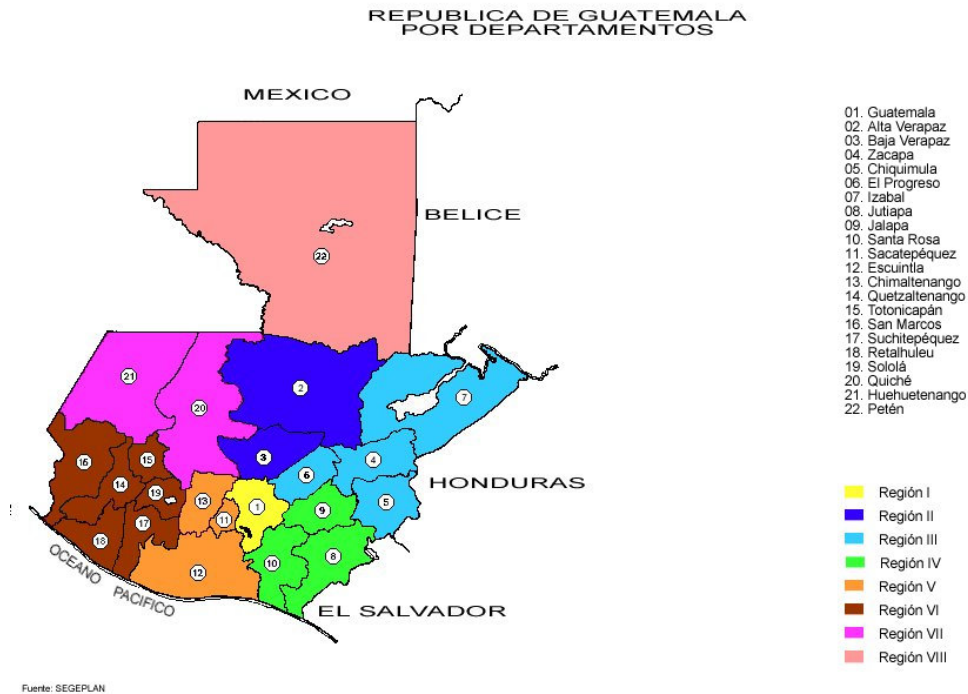 REPUBLICA DE GUATEMALA
POR DEPARTAMENTOS
MEXICO
BELICE
HONDURAS
EL SALVADOR
OCEANO PACIFICO
22
21
20
2
7
3
4
6
5
16
15
14
19
13
11
1
9
17
18
12
10
8
01. Guatemala
02. Alta Verapaz
03. Baja Verapaz
04. Zacapa
05. Chiquimula
06. El Progreso
07. Izabal
08. Jutiapa
09. Jalapa
10. Santa Rosa
11. Sacatepéquez
12. Escuintla
13. Chimaltenango
14. Quetzaltenango
15. Totonicapán
16. San Marcos
17. Suchitepéquez
18. Retalhuleu
19. Sololá
20. Quiché
21. Huehuetenango
22. Petén
Región I
Región II
Región III
Región IV
Región V
Región VI
Región VII
Región VIII
Fuente: SEGEPLAN